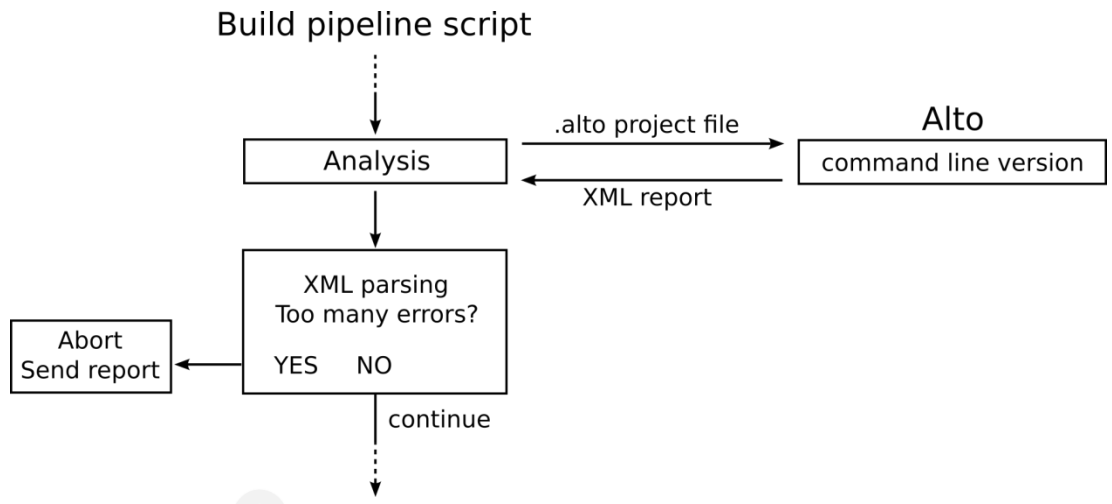 Build pipeline script
.alto project file
Alto
Analysis
command line version
XML report
XML parsing
Too many errors?
Abort
Send report
YES NO
continue